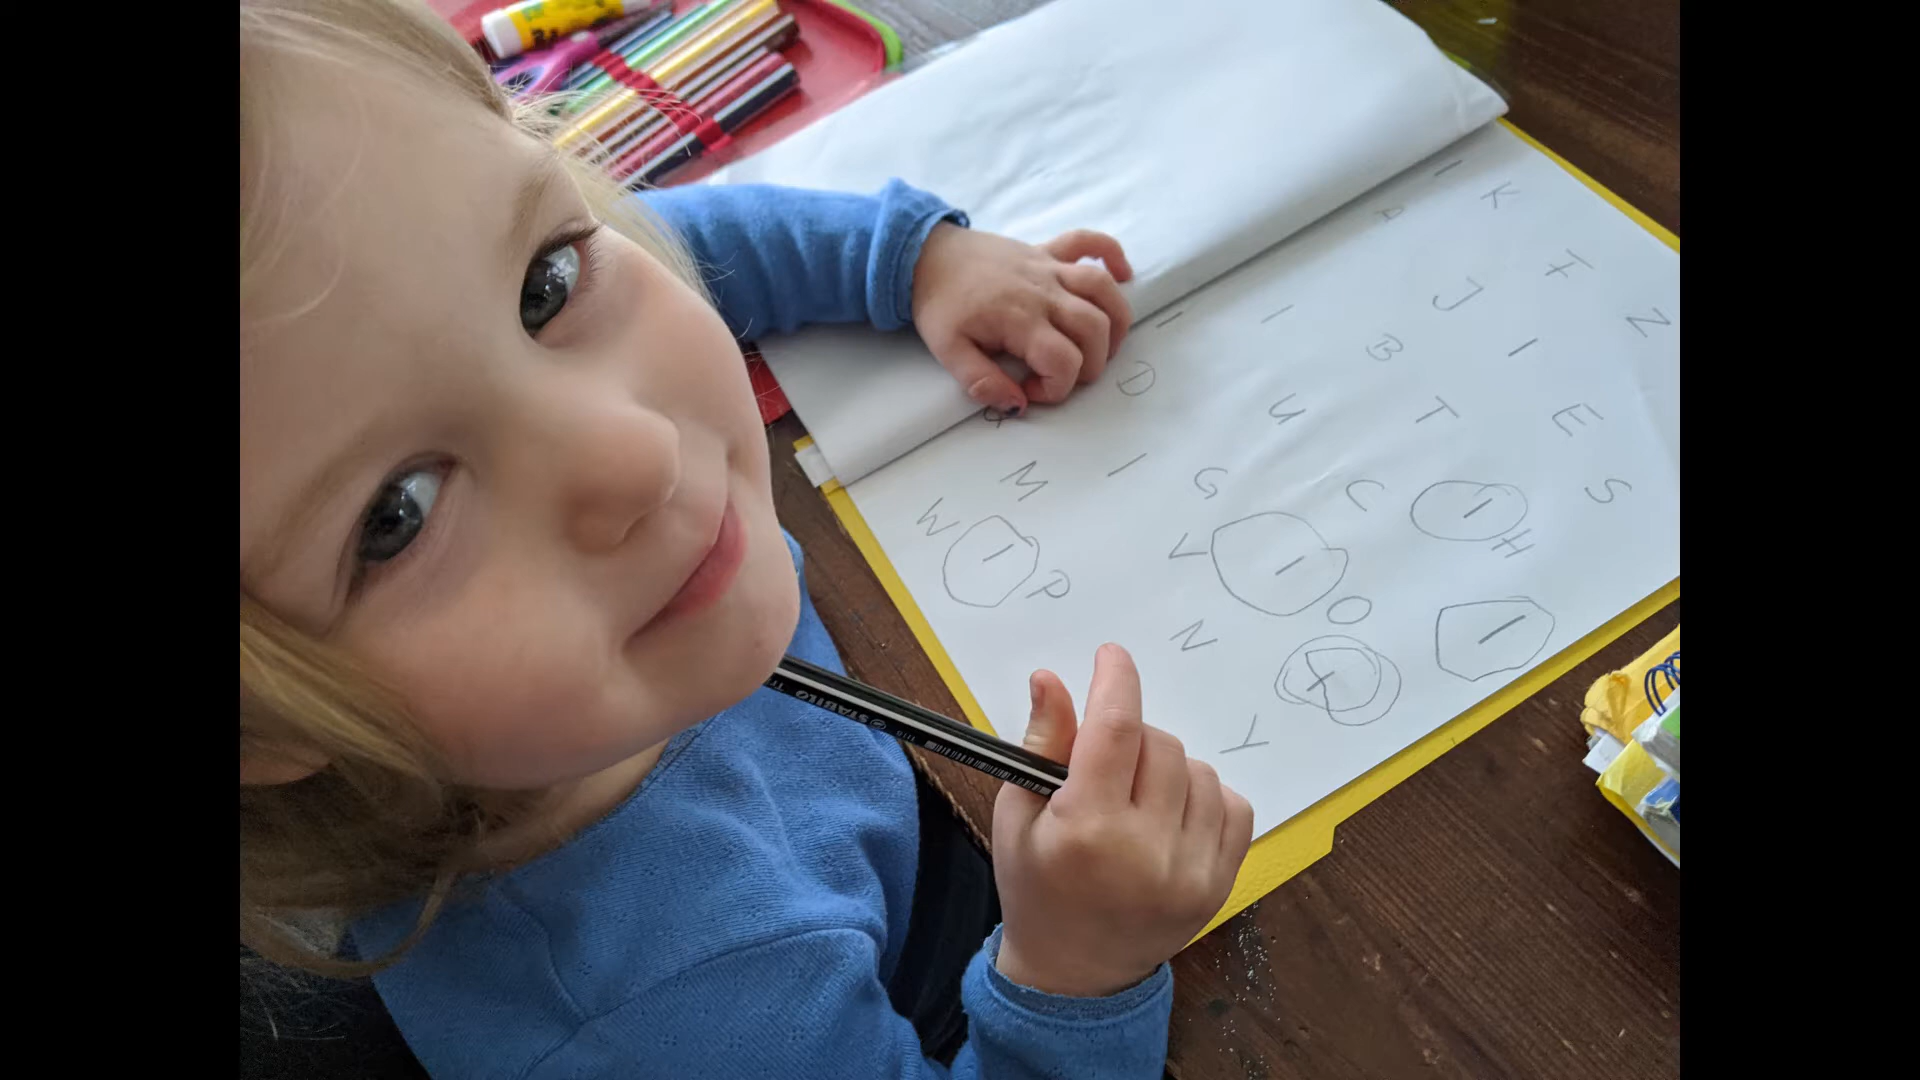 Q I A I
W M D I K
I I U B J F
P G I
V T Z
I C E
N O I
H S
Y I
STABILO